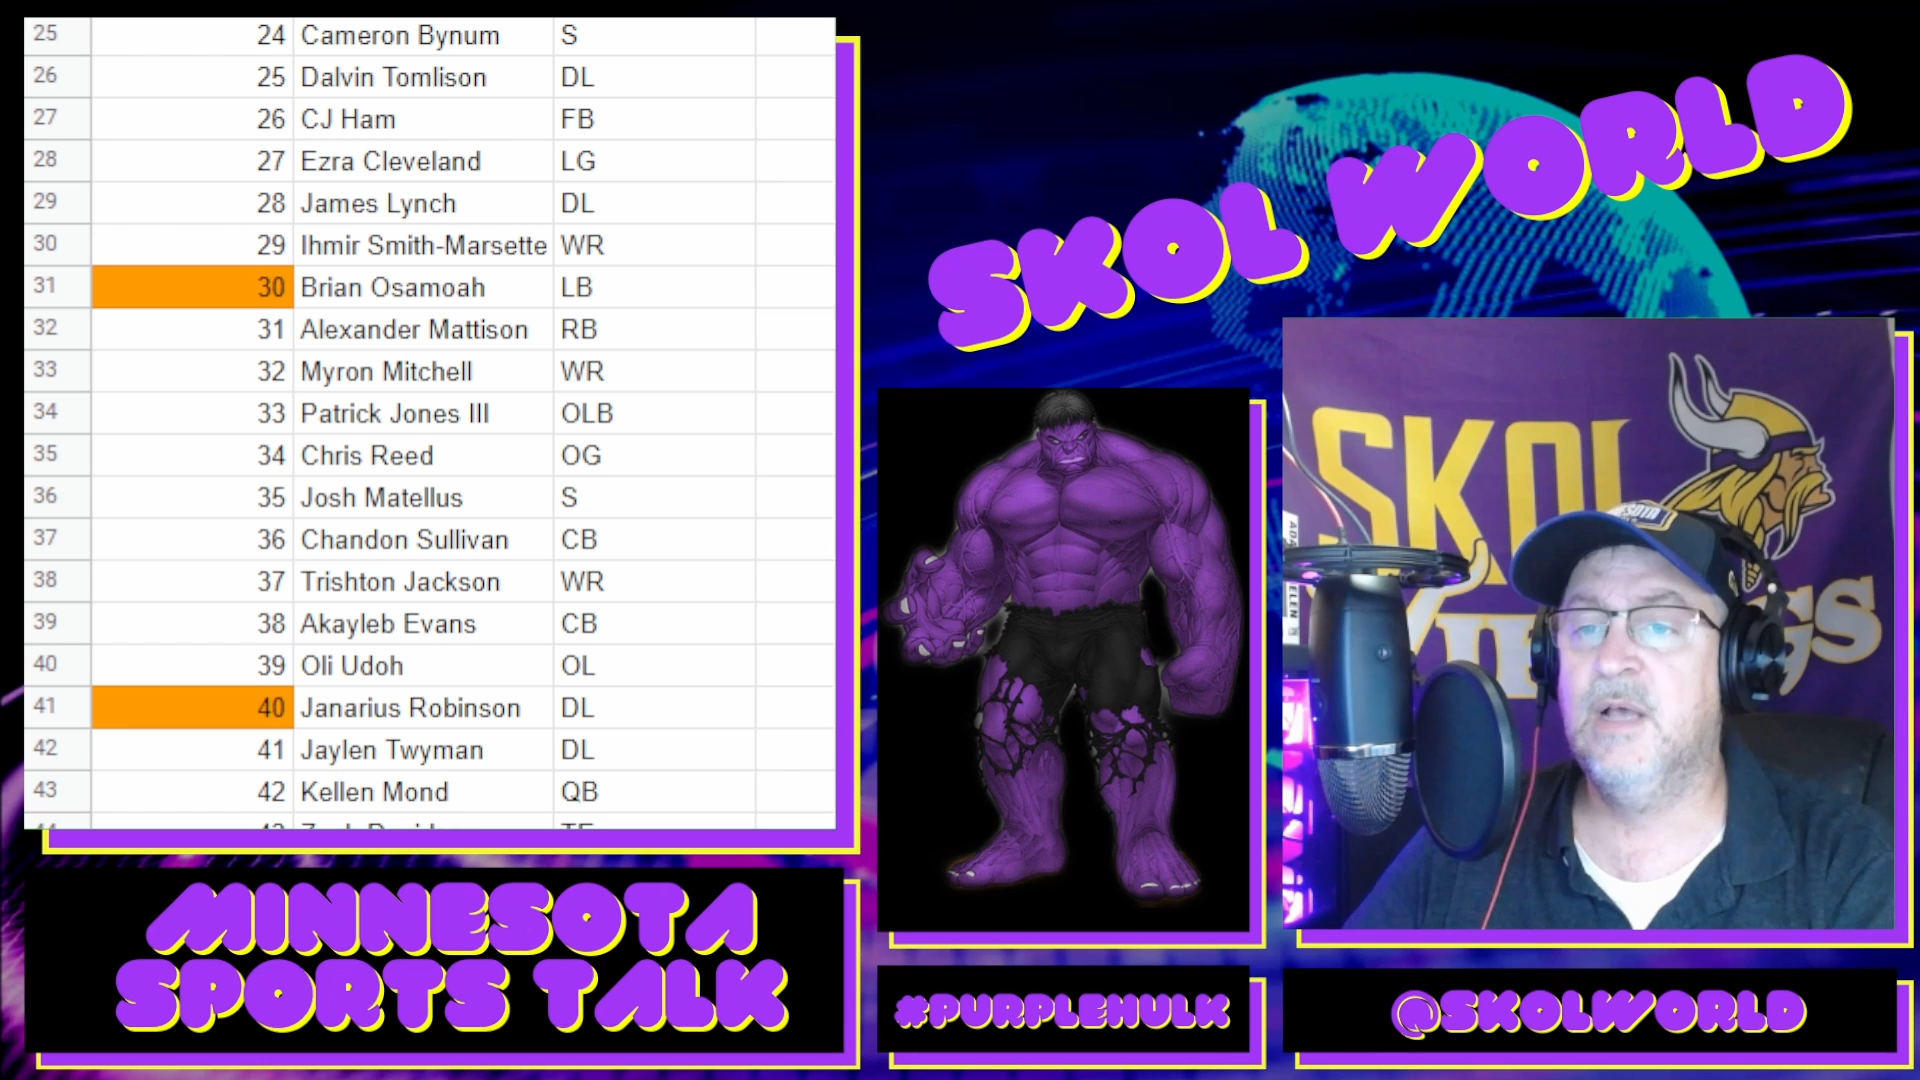 25 24 Cameron Bynum S
26 25 Dalvin Tomlison DL
27 26 CJ Ham FB
28 27 Ezra Cleveland LG
29 28 James Lynch DL
30 29 Ihmir Smith-Marsette WR
31 30 Brian Osamoah LB
32 31 Alexander Mattison RB
33 32 Myron Mitchell WR
34 33 Patrick Jones III OLB
35 34 Chris Reed OG
36 35 Josh Matellus S
37 36 Chandon Sullivan CB
38 37 Trishton Jackson WR
39 38 Akayleb Evans CB
40 39 Oli Udoh OL
41 40 Janarius Robinson DL
42 41 Jaylen Twyman DL
43 42 Kellen Mond QB
MINNESOTA
SPORTS TALK
SKOL WORLD
#PURPLEHULK
SKOL
@SKOLWORLD